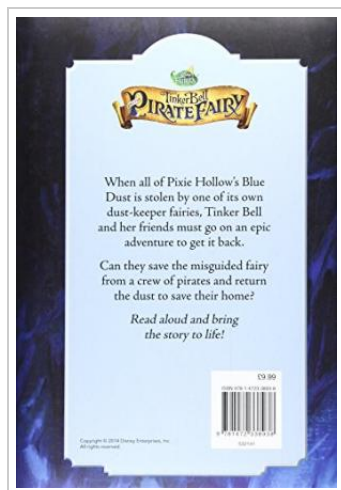 Tinker Bell
PIRATE FAIRY
When all of Pixie Hollow's Blue
Dust is stolen by one of its own
dust-keeper fairies, Tinker Bell
and her friends must go on an epic
adventure to get it back.
Can they save the misguided fairy
from a crew of pirates and return
the dust to save their home?
Read aloud and bring
the story to life!
£9.99
Copyright © 2014 Disney Enterprises, Inc.
All rights reserved.